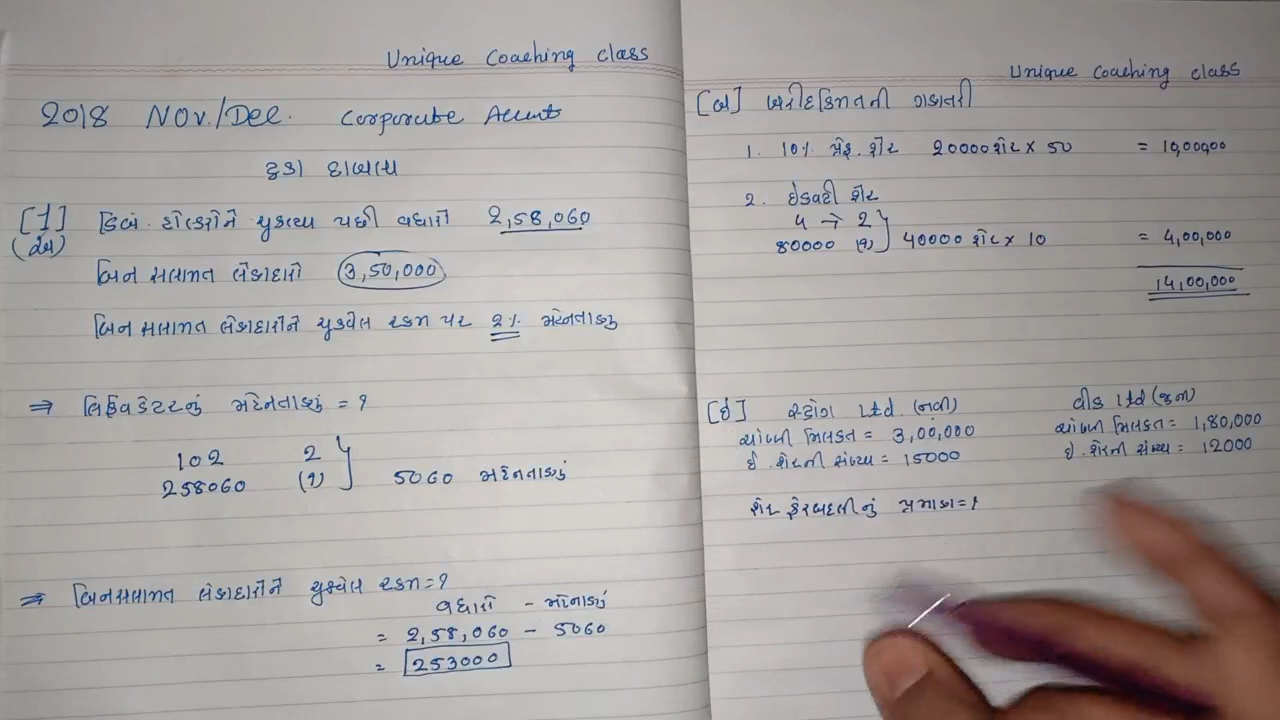 Unique Coaching class
2018 Nov./Dec. Corporate Accunt
ટુંકા દાખલા
[1] ડિબે. હોલ્ડરોને ચુકવ્યા પછી વધારો 2,58,060
(અ)
બિન સલામત લેણદારો 3,50,000
બિન સલામત લેણદારોને ચુકવેલ રકમ પર 2% મહેનતાણું
⇒ લિક્વિડેટરનું મહેનતાણું = ?
102 2
258060 (?) 5060 મહેનતાણું
⇒ બિનસલામત લેણદારોને ચુકવેલ રકમ = ?
વધારો - મહેનતાણું
= 2,58,060 - 5060
= 253000
Unique Coaching class
[બ] ખરીદકિંમતની ગણતરી
1. 10% પ્રેફ. શેર 20000 શેર × 50 = 10,00,000
2. ઇક્વિટી શેર
4 → 2
80000 (?) 40000 શેર × 10 = 4,00,000
14,00,000
[ઈ] સ્ટ્રોંગ Ltd (નવી) વીક Ltd (જુની)
ચોખ્ખી મિલકત = 3,00,000 ચોખ્ખી મિલકત = 1,80,000
ઈ. શેરની સંખ્યા = 15000 ઈ. શેરની સંખ્યા = 12000
શેર ફેરબદલીનું પ્રમાણ = ?